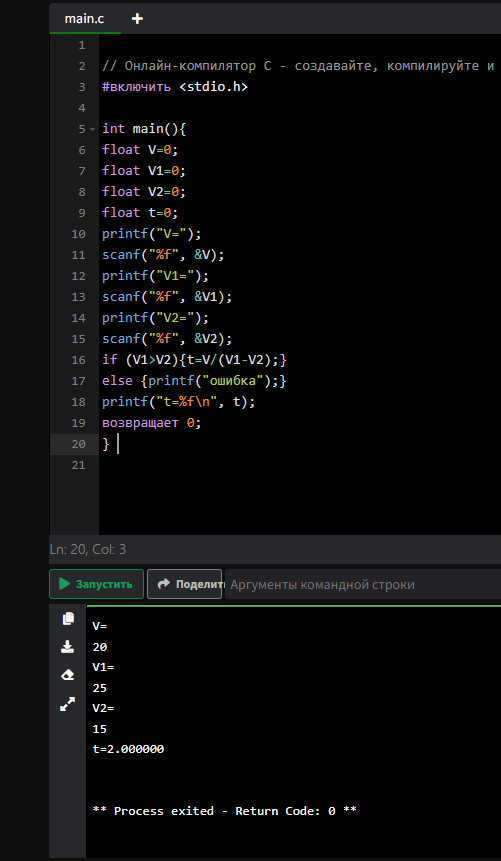 main.c +
1
2 // Онлайн-компилятор C - создавайте, компилируйте и
3 #включить <stdio.h>
4
5 int main(){
6 float V=0;
7 float V1=0;
8 float V2=0;
9 float t=0;
10 printf("V=");
11 scanf("%f", &V);
12 printf("V1=");
13 scanf("%f", &V1);
14 printf("V2=");
15 scanf("%f", &V2);
16 if (V1>V2){t=V/(V1-V2);}
17 else {printf("ошибка");}
18 printf("t=%f\n", t);
19 возвращает 0;
20 }
21
Ln: 20, Col: 3
Запустить Поделит Аргументы командной строки
V=
20
V1=
25
V2=
15
t=2.000000
** Process exited - Return Code: 0 **